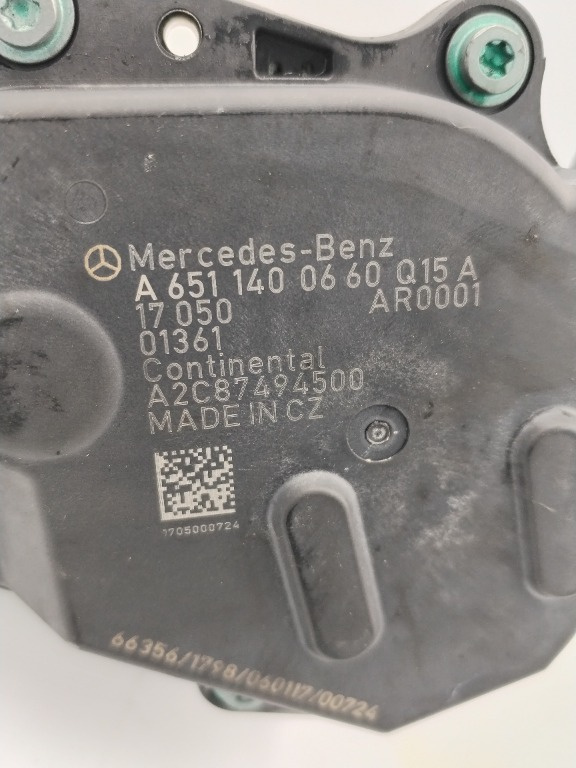 Mercedes-Benz
A 651 140 06 60 Q15 A
17 050 AR0001
01361
Continental
A2C87494500
MADE IN CZ
1705000724
66356/1798/060117/00724